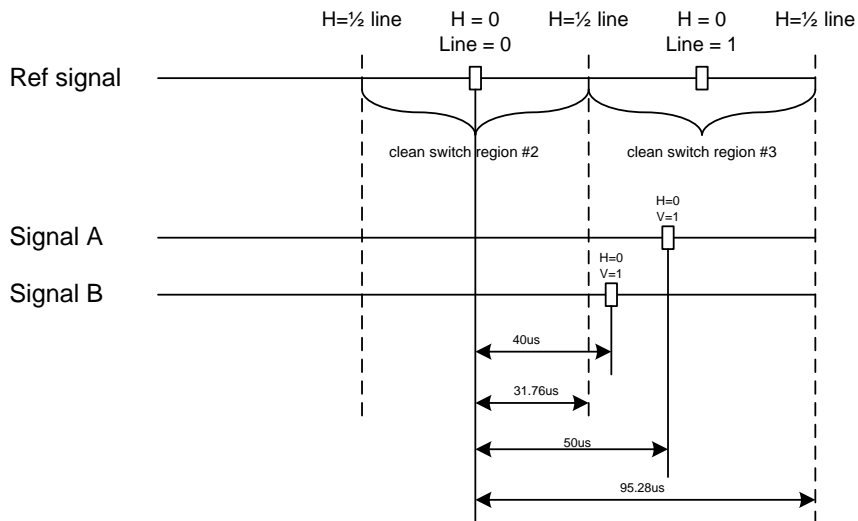 H=½ line H = 0 H=½ line H = 0 H=½ line
Line = 0 Line = 1
Ref signal
clean switch region #2 clean switch region #3
H=0
V=1
Signal A
H=0
V=1
Signal B
40us
31.76us
50us
95.28us